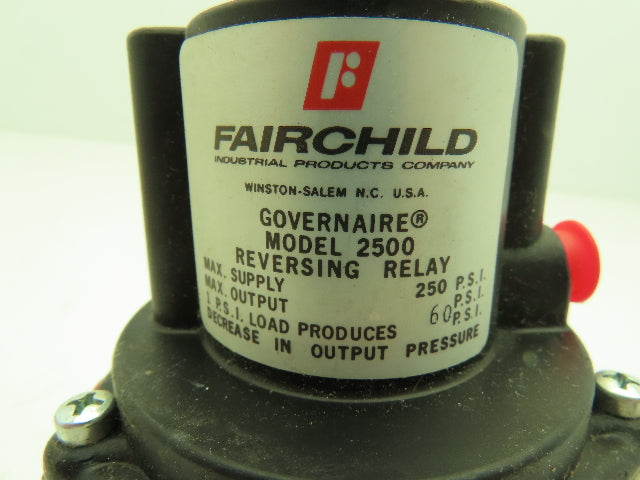 FAIRCHILD
INDUSTRIAL PRODUCTS COMPANY
WINSTON-SALEM N.C. U.S.A.
GOVERNAIRE®
MODEL 2500
REVERSING RELAY
MAX. SUPPLY 250 P.S.I.
MAX. OUTPUT 60 P.S.I.
1 P.S.I. LOAD PRODUCES P.S.I.
DECREASE IN OUTPUT PRESSURE